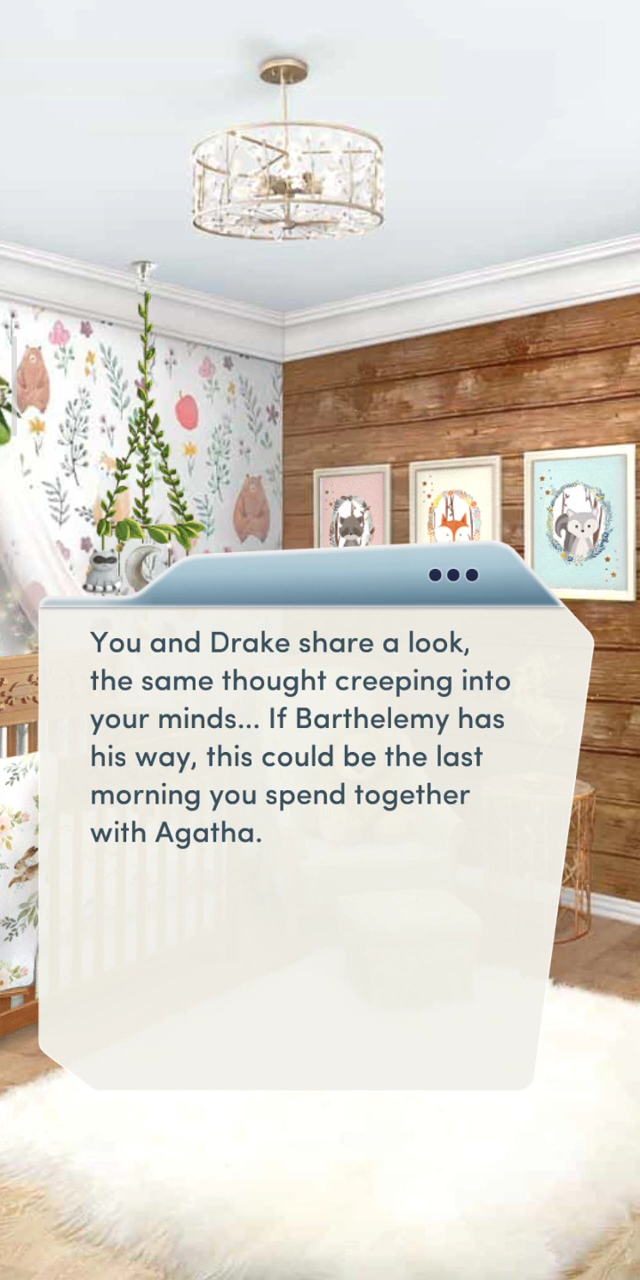 You and Drake share a look,
the same thought creeping into
your minds... If Barthelemy has
his way, this could be the last
morning you spend together
with Agatha.